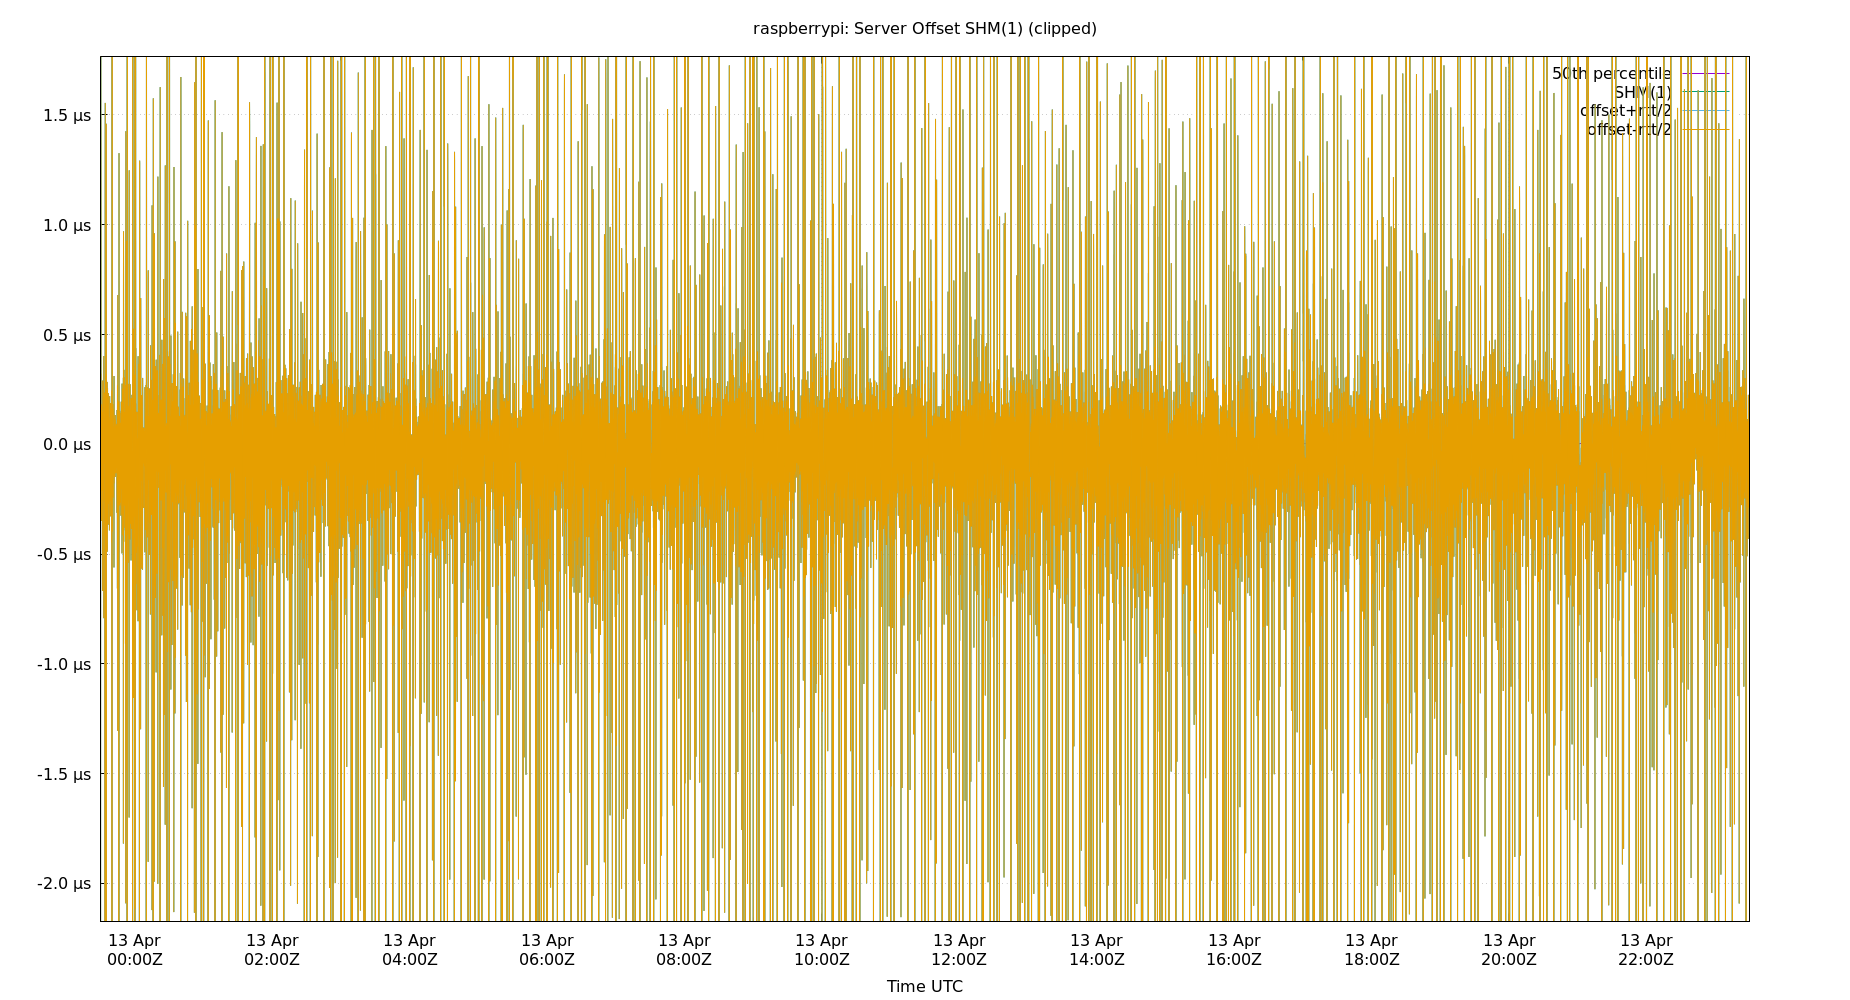 raspberrypi: Server Offset SHM(1) (clipped)
50th percentile
SHM(1)
offset+rtt/2
offset-rtt/2
1.5 µs
1.0 µs
0.5 µs
0.0 µs
-0.5 µs
-1.0 µs
-1.5 µs
-2.0 µs
13 Apr 13 Apr 13 Apr 13 Apr 13 Apr 13 Apr 13 Apr 13 Apr 13 Apr 13 Apr 13 Apr 13 Apr
00:00Z 02:00Z 04:00Z 06:00Z 08:00Z 10:00Z 12:00Z 14:00Z 16:00Z 18:00Z 20:00Z 22:00Z
Time UTC